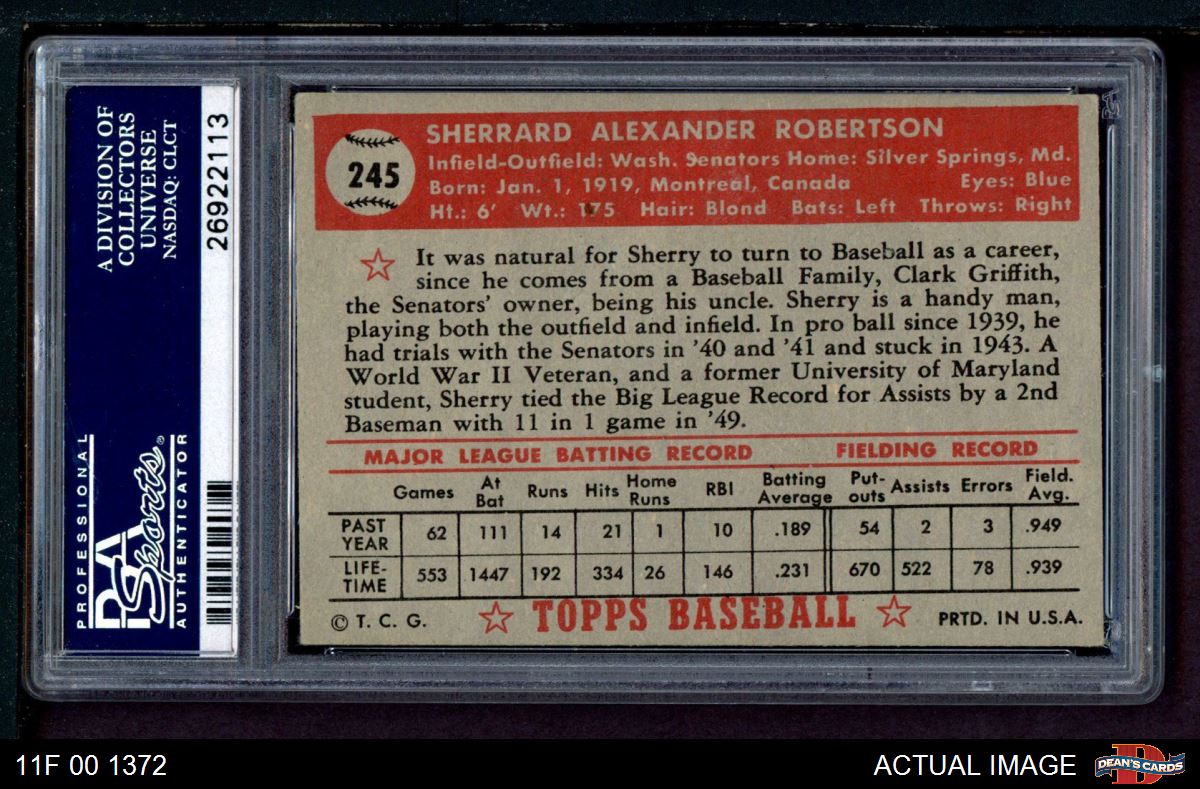 A DIVISION OF
COLLECTORS
UNIVERSE
NASDAQ: CLCT
26922113
PROFESSIONAL
PSA
Sports®
AUTHENTICATOR
245
SHERRARD ALEXANDER ROBERTSON
Infield-Outfield: Wash. Senators Home: Silver Springs, Md.
Born: Jan. 1, 1919, Montreal, Canada Eyes: Blue
Ht.: 6' Wt.: 175 Hair: Blond Bats: Left Throws: Right
It was natural for Sherry to turn to Baseball as a career,
since he comes from a Baseball Family, Clark Griffith,
the Senators' owner, being his uncle. Sherry is a handy man,
playing both the outfield and infield. In pro ball since 1939, he
had trials with the Senators in '40 and '41 and stuck in 1943. A
World War II Veteran, and a former University of Maryland
student, Sherry tied the Big League Record for Assists by a 2nd
Baseman with 11 in 1 game in '49.
MAJOR LEAGUE BATTING RECORD FIELDING RECORD
Games At Bat Runs Hits Home Runs RBI Batting Average Put-outs Assists Errors Field. Avg.
PAST YEAR 62 111 14 21 1 10 .189 54 2 3 .949
LIFE-TIME 553 1447 192 334 26 146 .231 670 522 78 .939
© T. C. G. TOPPS BASEBALL PRTD. IN U.S.A.
11F 00 1372 ACTUAL IMAGE
D
DEAN'S CARDS